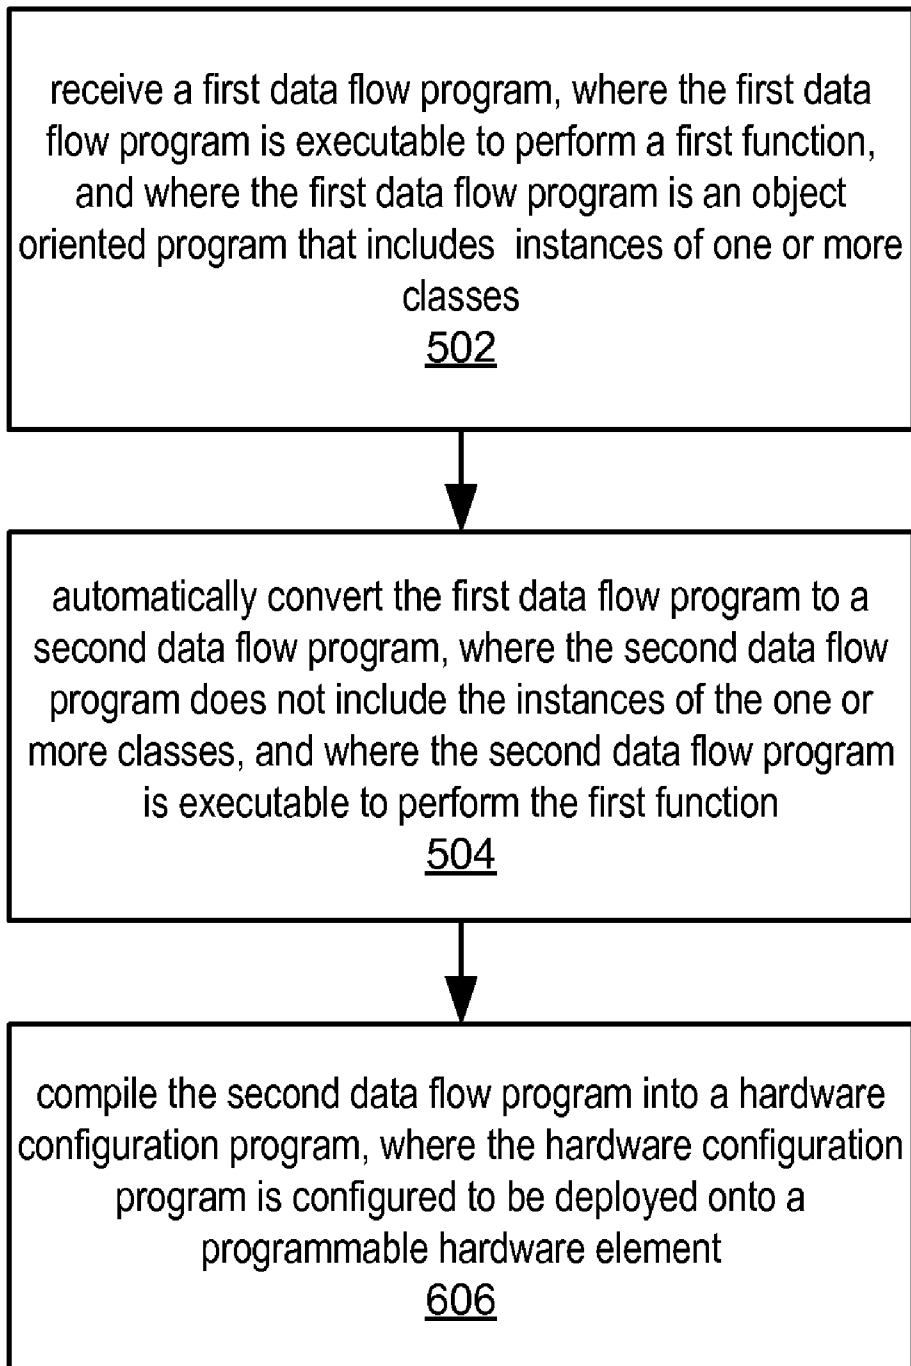 receive a first data flow program, where the first data
flow program is executable to perform a first function,
and where the first data flow program is an object
oriented program that includes instances of one or more
classes
502
automatically convert the first data flow program to a
second data flow program, where the second data flow
program does not include the instances of the one or
more classes, and where the second data flow program
is executable to perform the first function
504
compile the second data flow program into a hardware
configuration program, where the hardware configuration
program is configured to be deployed onto a
programmable hardware element
606